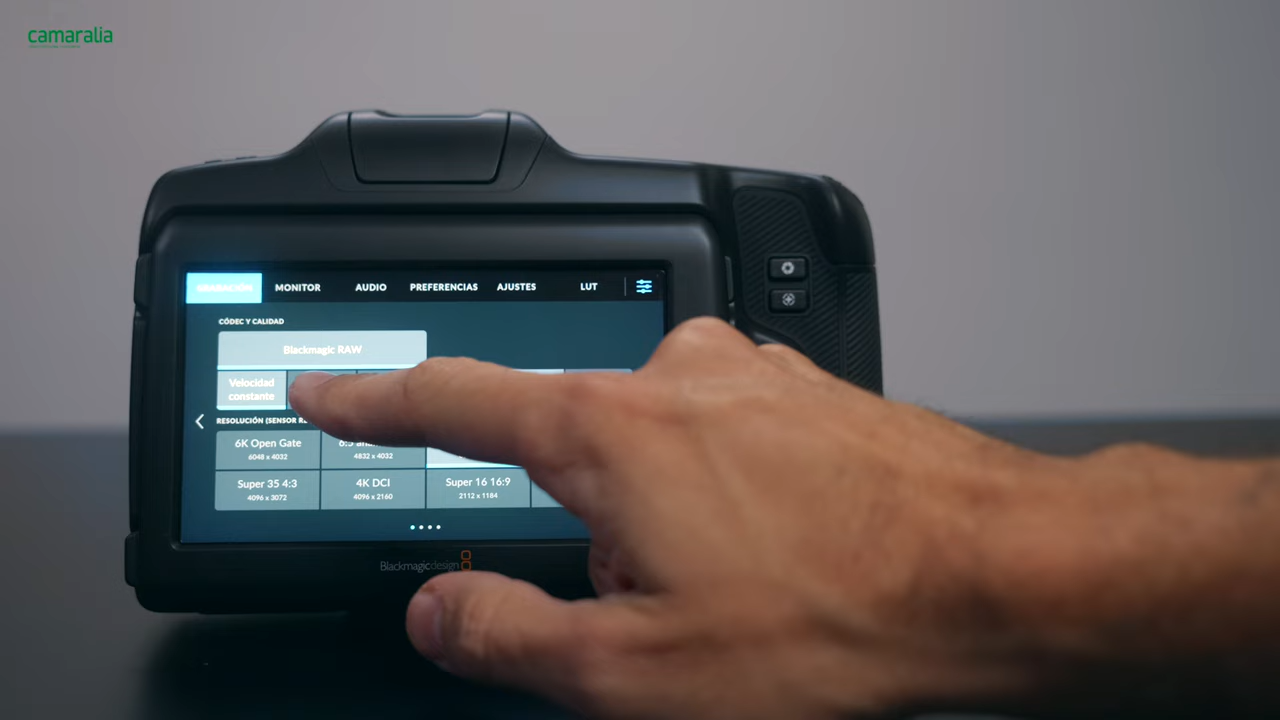 camaralia
GRABACIÓN MONITOR AUDIO PREFERENCIAS AJUSTES LUT
CÓDEC Y CALIDAD
Blackmagic RAW
Velocidad
constante
RESOLUCIÓN (SENSOR
6K Open Gate
6048 x 4032
4832 x 4032
Super 35 4:3 4K DCI Super 16 16:9
4096 x 3072 4096 x 2160 2112 x 1184
Blackmagicdesign